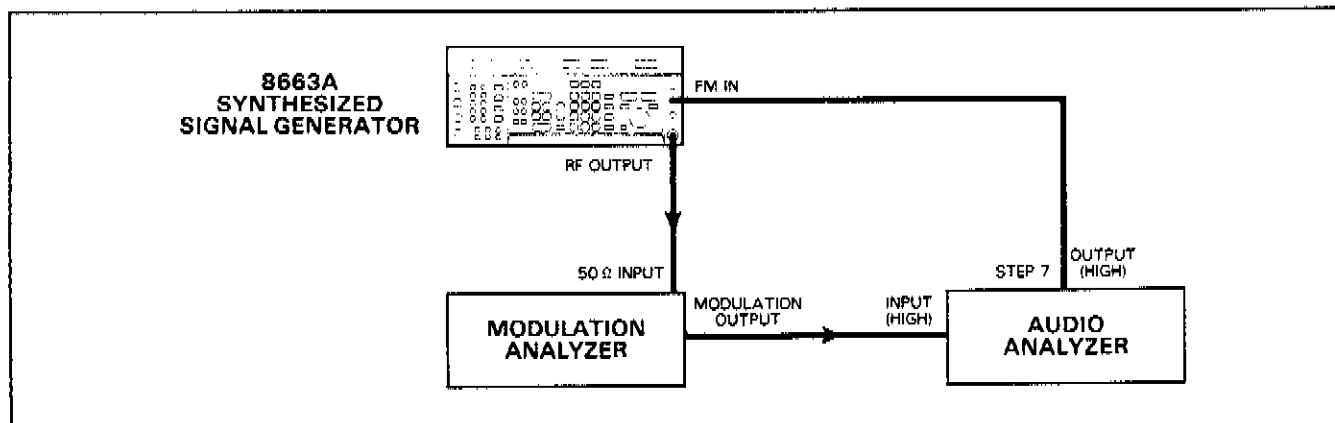 8663A
SYNTHESIZED
SIGNAL GENERATOR
FM IN
RF OUTPUT
50 Ω INPUT
MODULATION
ANALYZER
MODULATION
OUTPUT
INPUT
(HIGH)
STEP 7
OUTPUT
(HIGH)
AUDIO
ANALYZER